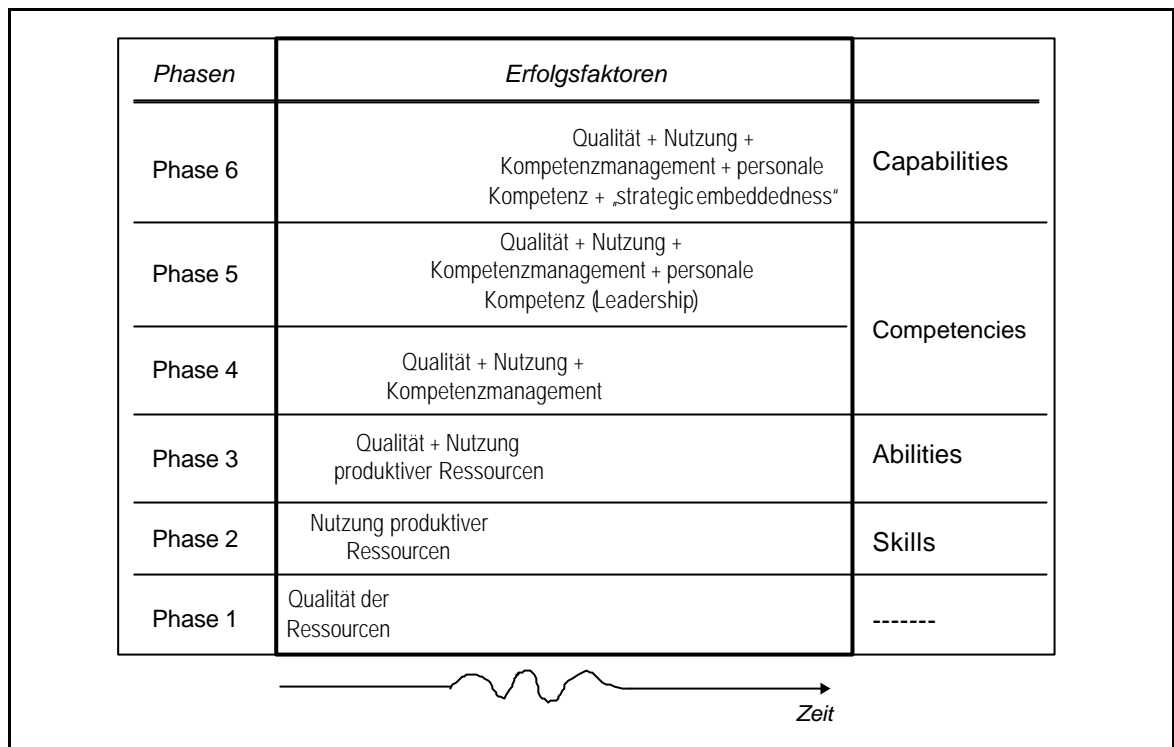 Phasen Erfolgsfaktoren
Phase 6
Qualität + Nutzung +
Kompetenzmanagement + personale
Kompetenz + „strategic embeddedness“
Capabilities
Phase 5
Qualität + Nutzung +
Kompetenzmanagement + personale
Kompetenz (Leadership)
Competencies
Phase 4
Qualität + Nutzung +
Kompetenzmanagement
Phase 3
Qualität + Nutzung
produktiver Ressourcen
Abilities
Phase 2
Nutzung produktiver
Ressourcen
Skills
Phase 1
Qualität der
Ressourcen
-------
Zeit